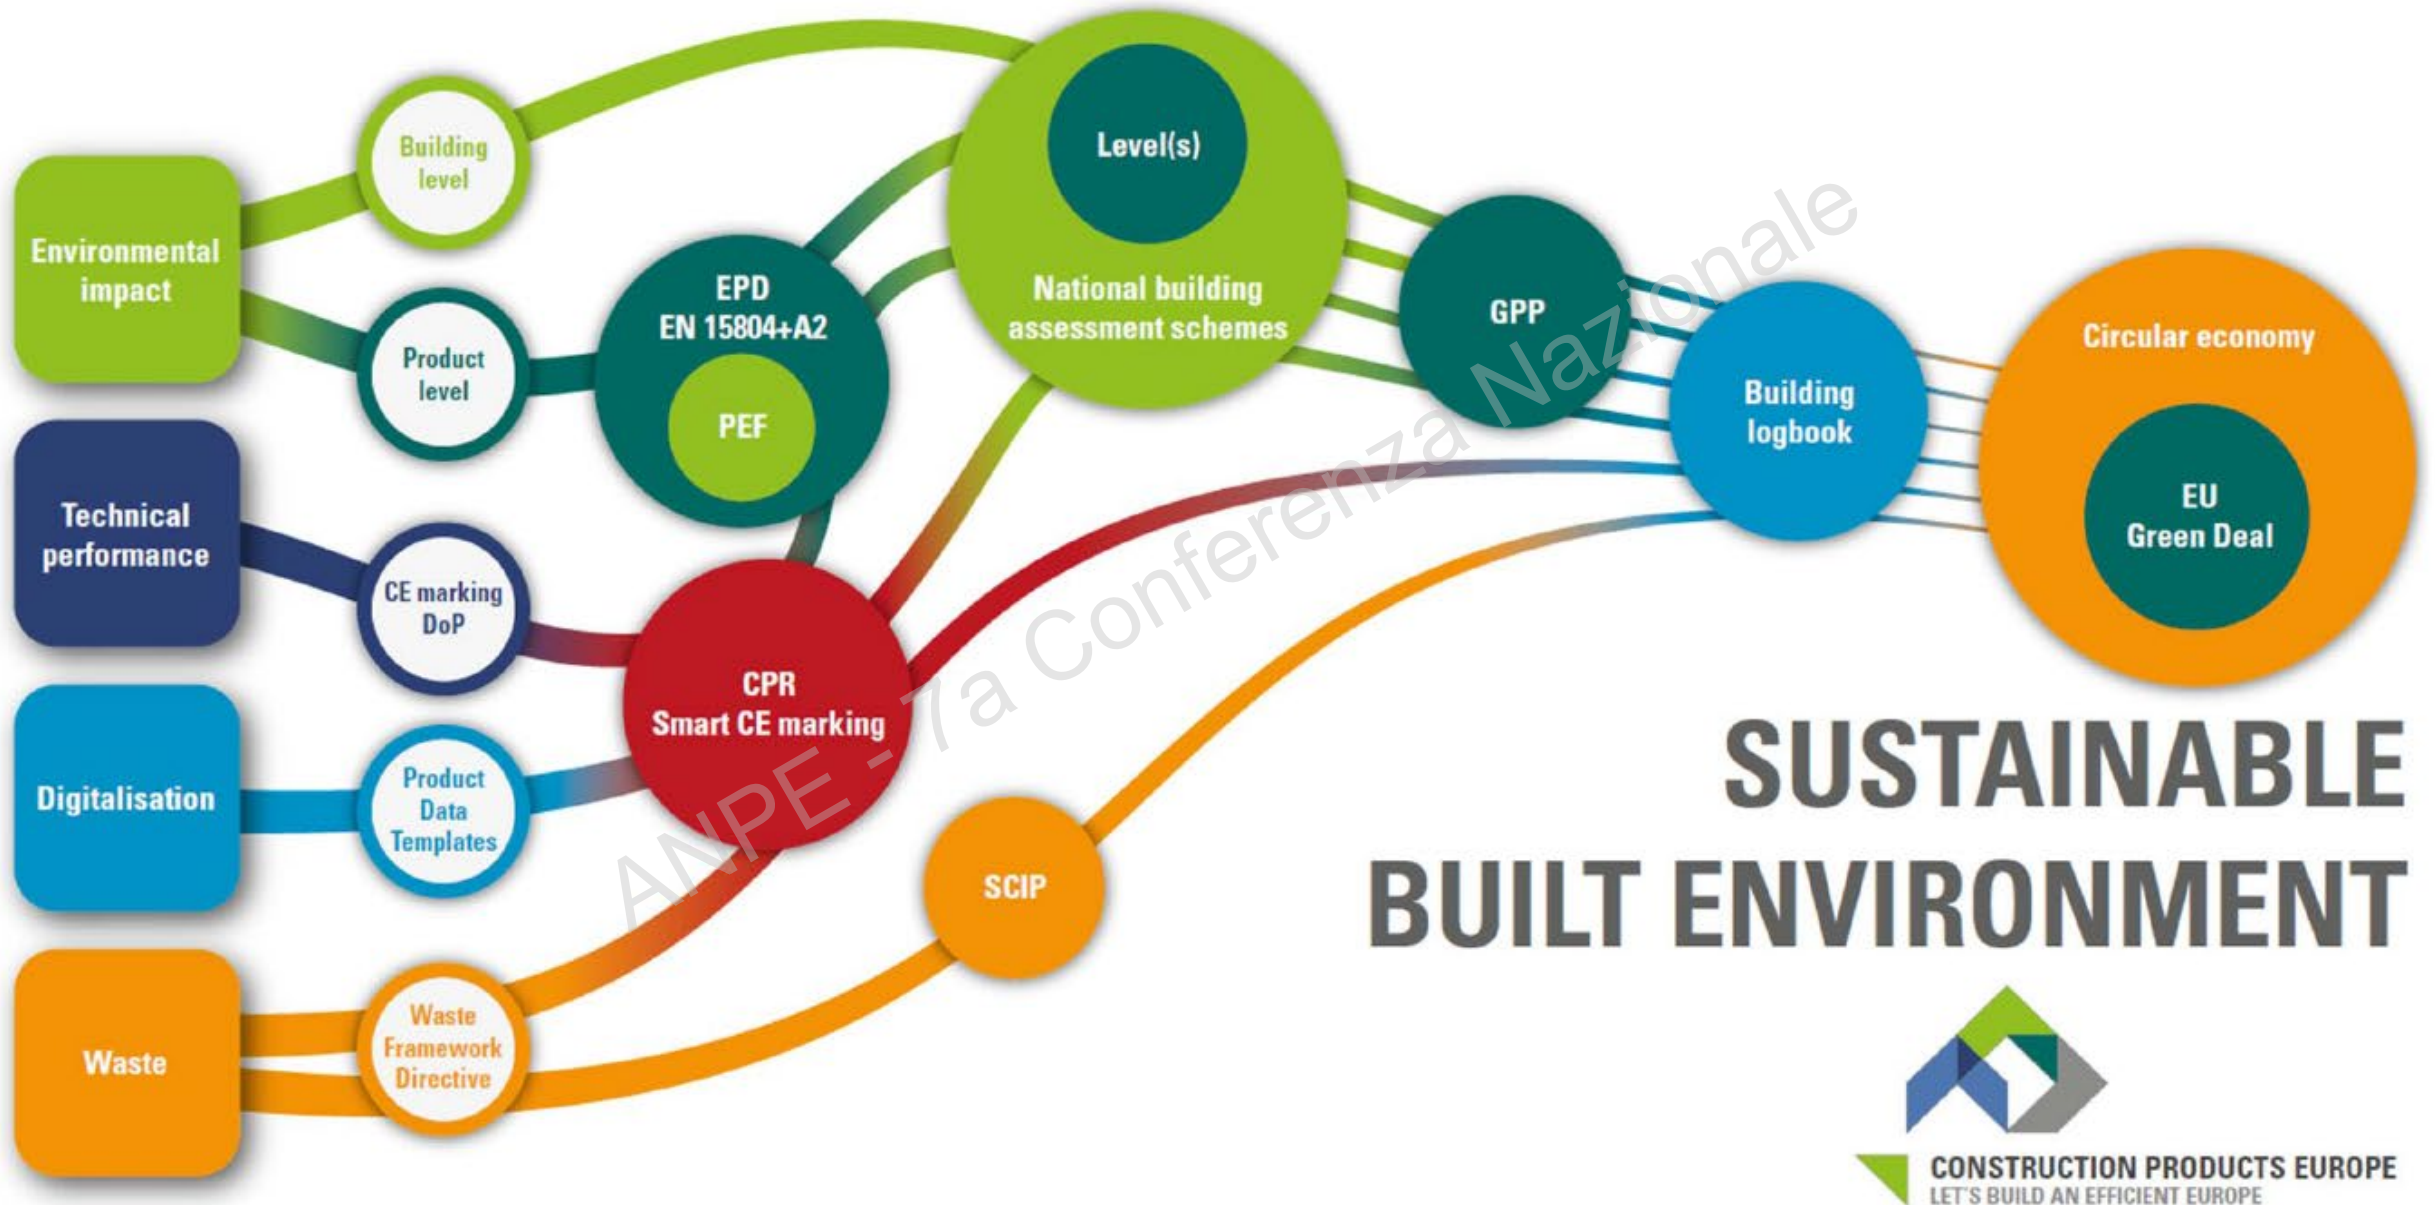 Environmental
impact
Technical
performance
Digitalisation
Waste
Building
level
Product
level
CE marking
DoP
Product
Data
Templates
Waste
Framework
Directive
EPD
EN 15804+A2
PEF
CPR
Smart CE marking
SCIP
Level(s)
National building
assessment schemes
GPP
Building
logbook
Circular economy
EU
Green Deal
SUSTAINABLE
BUILT ENVIRONMENT
CONSTRUCTION PRODUCTS EUROPE
LET'S BUILD AN EFFICIENT EUROPE
ANPE - 7a Conferenza Nazionale